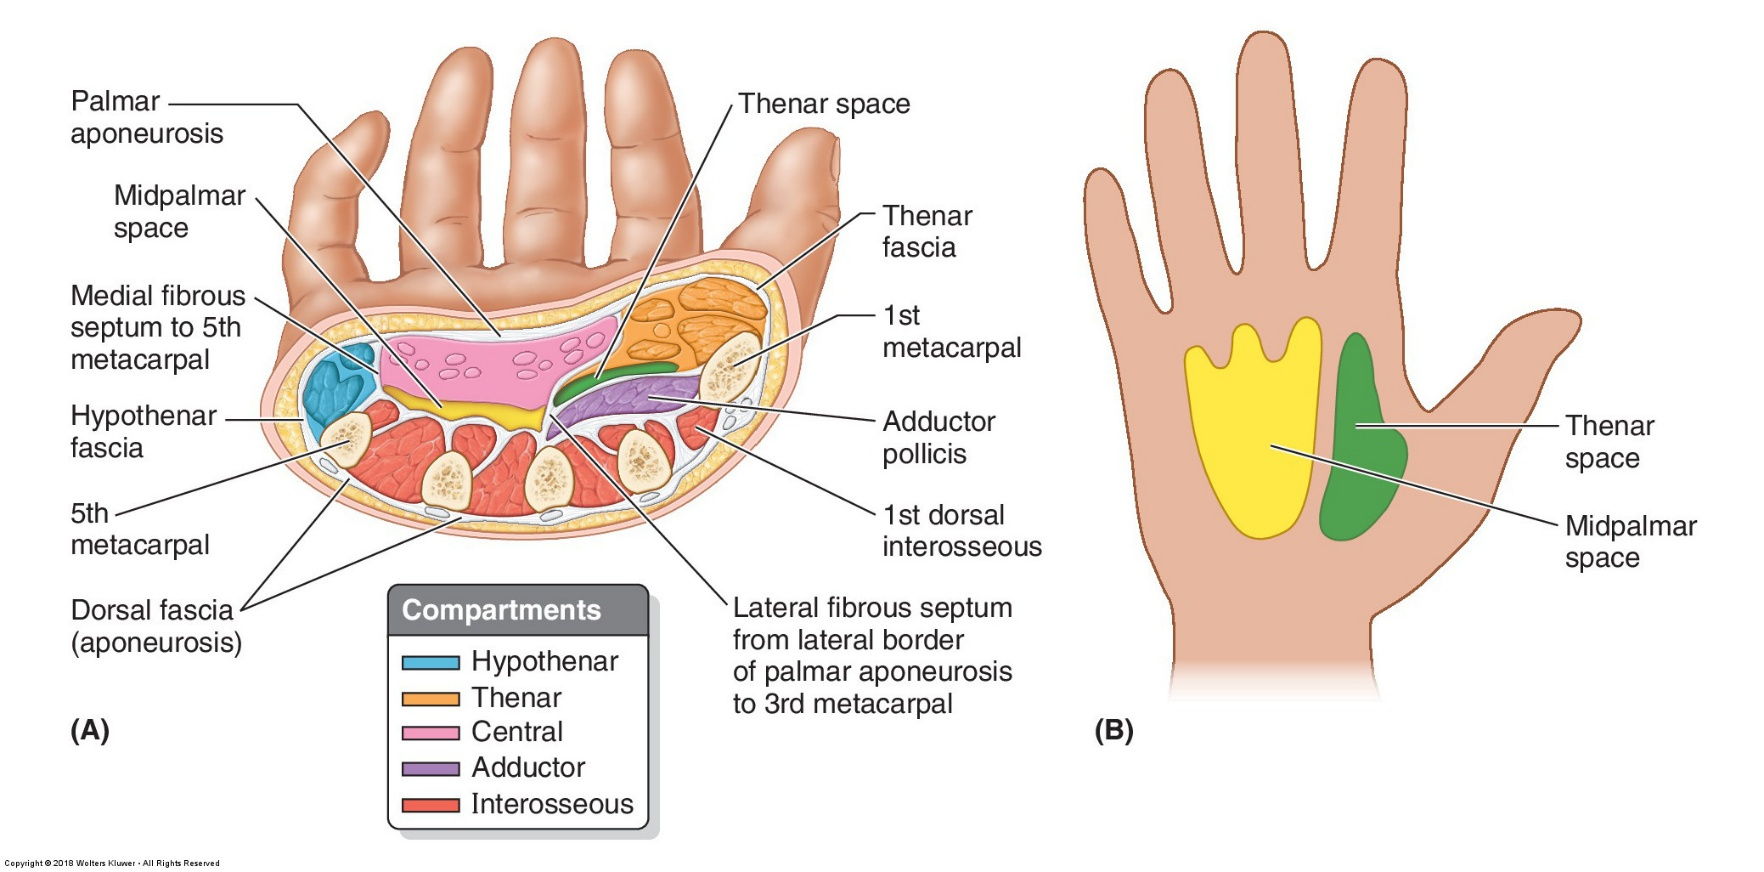 Palmar
aponeurosis
Midpalmar
space
Medial fibrous
septum to 5th
metacarpal
Hypothenar
fascia
5th
metacarpal
Dorsal fascia
(aponeurosis)
(A)
Thenar space
Thenar
fascia
1st
metacarpal
Adductor
pollicis
1st dorsal
interosseous
Lateral fibrous septum
from lateral border
of palmar aponeurosis
to 3rd metacarpal
Compartments
Hypothenar
Thenar
Central
Adductor
Interosseous
Thenar
space
Midpalmar
space
(B)
Copyright © 2018 Wolters Kluwer - All Rights Reserved